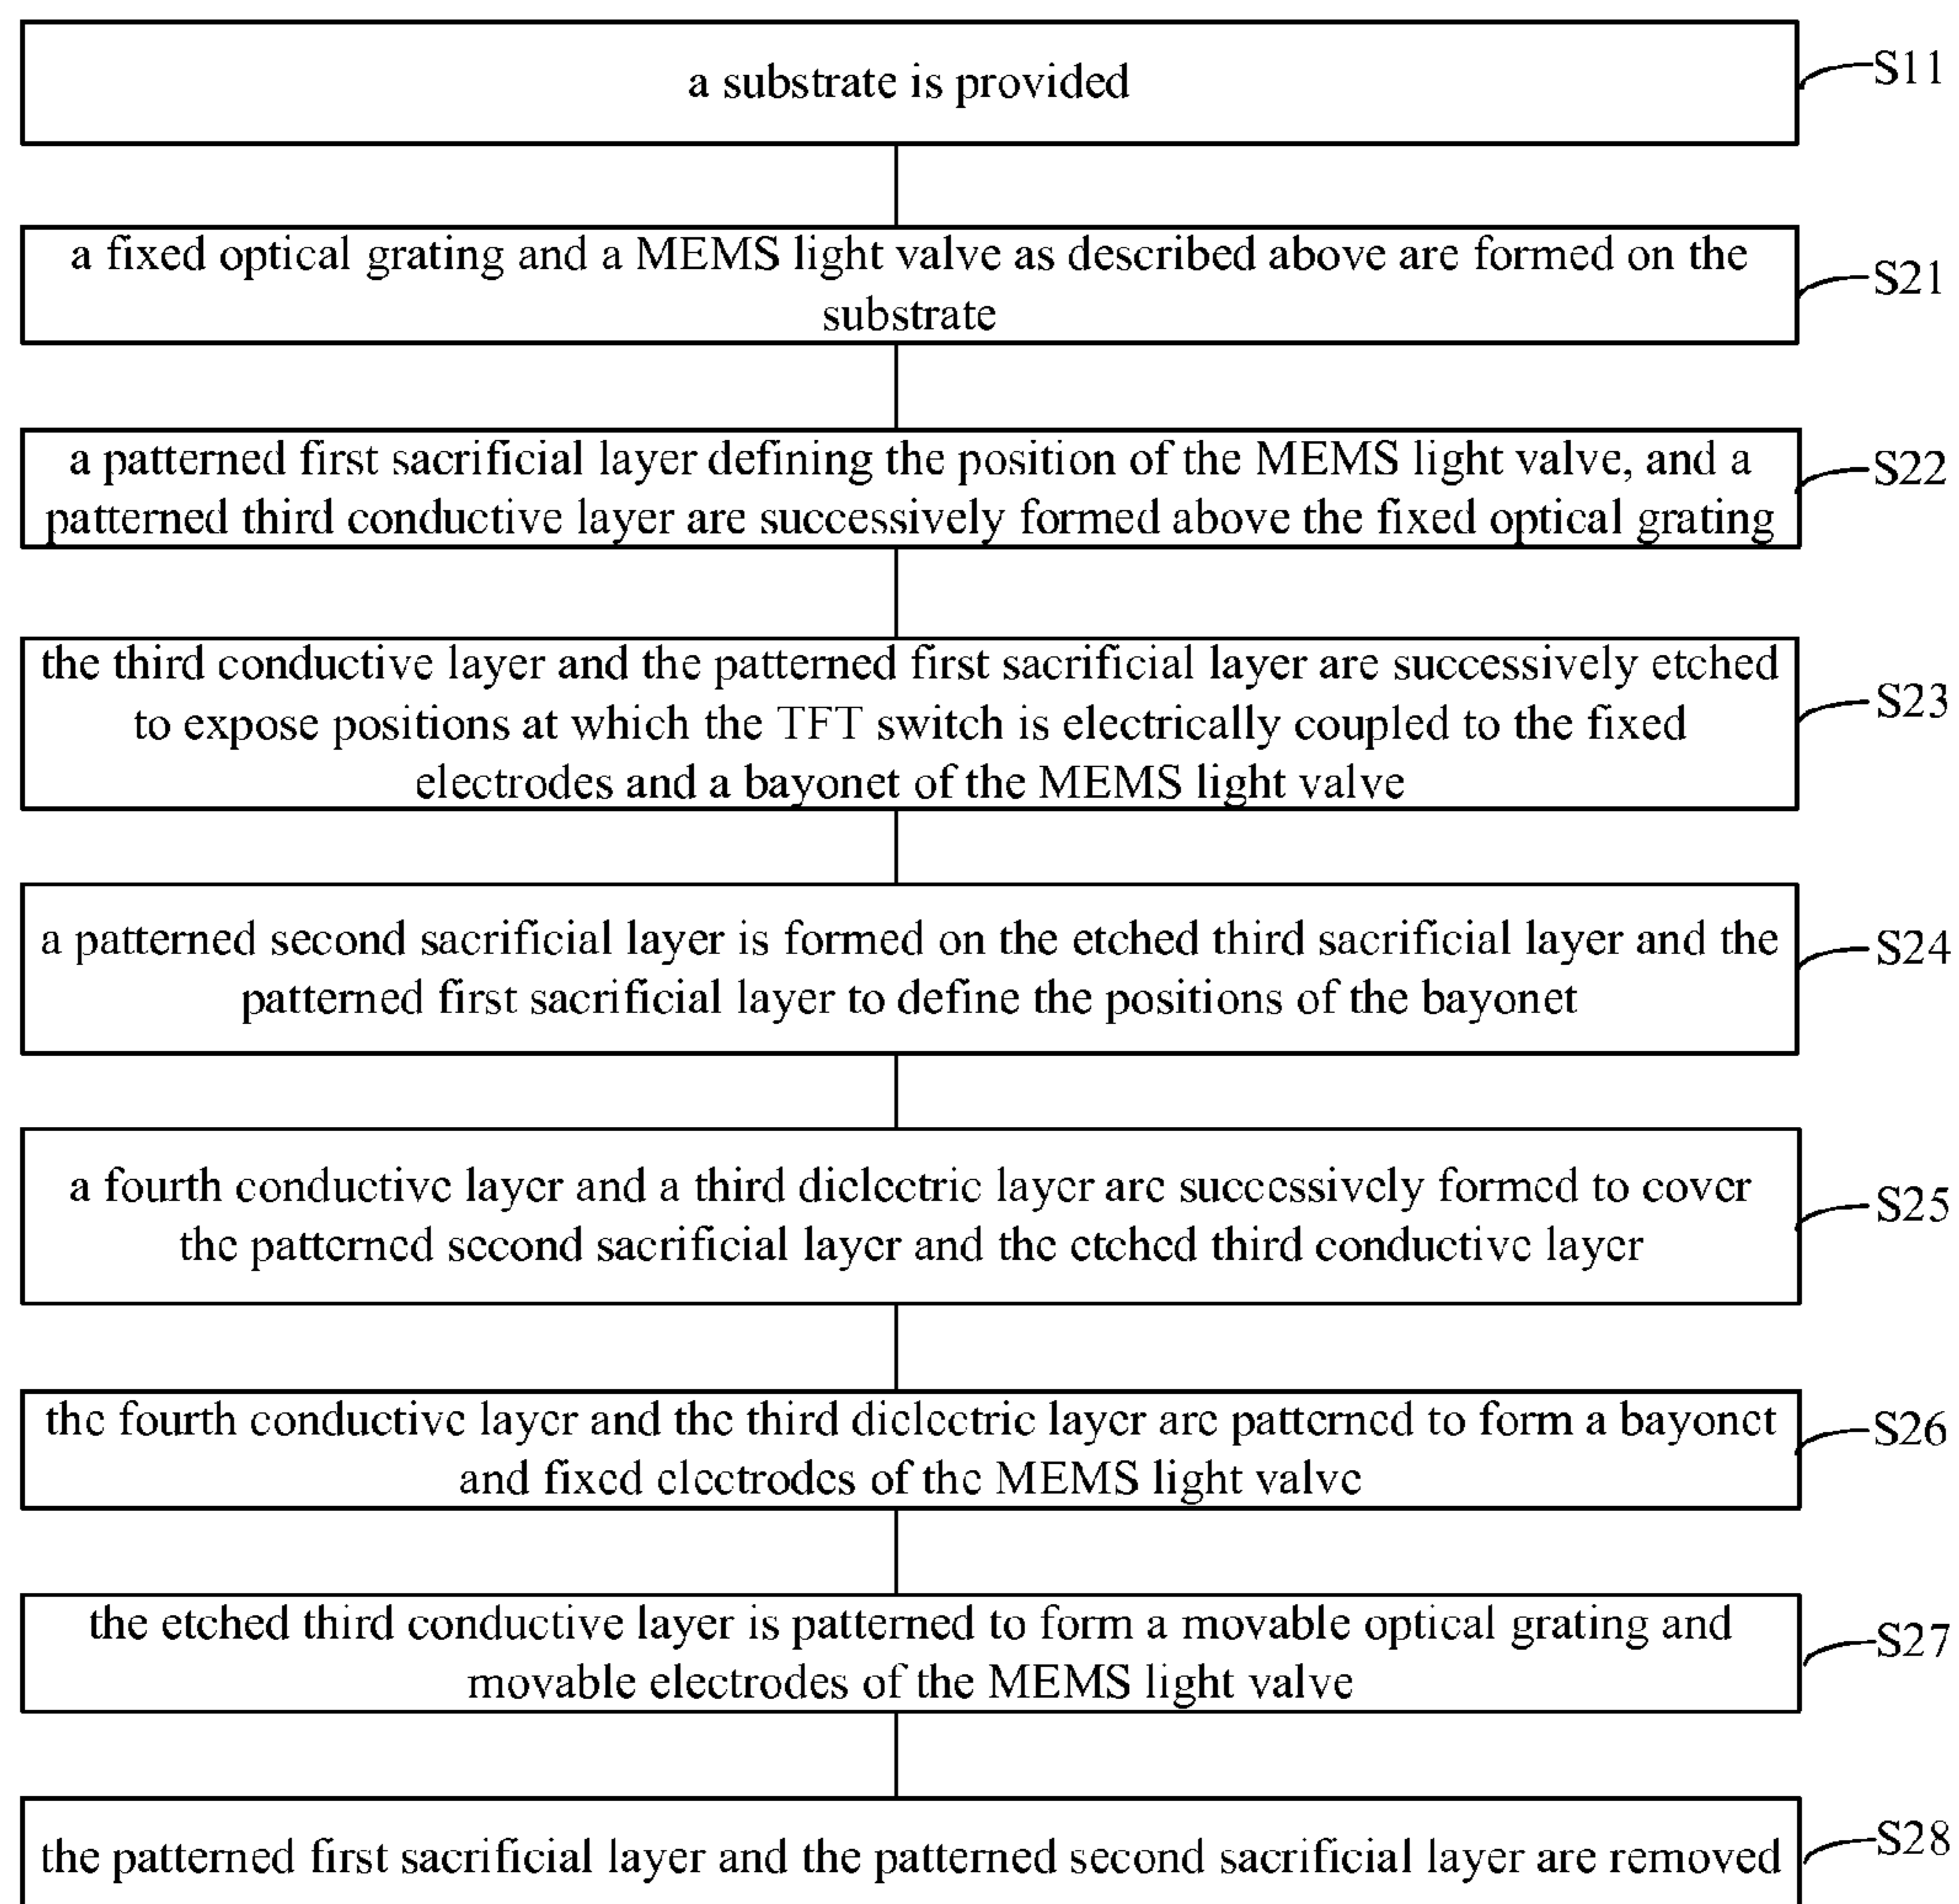 a substrate is provided
S11
a fixed optical grating and a MEMS light valve as described above are formed on the
substrate
S21
a patterned first sacrificial layer defining the position of the MEMS light valve, and a
patterned third conductive layer are successively formed above the fixed optical grating
S22
the third conductive layer and the patterned first sacrificial layer are successively etched
to expose positions at which the TFT switch is electrically coupled to the fixed
electrodes and a bayonet of the MEMS light valve
S23
a patterned second sacrificial layer is formed on the etched third sacrificial layer and the
patterned first sacrificial layer to define the positions of the bayonet
S24
a fourth conductive layer and a third dielectric layer are successively formed to cover
the patterned second sacrificial layer and the etched third conductive layer
S25
the fourth conductive layer and the third dielectric layer are patterned to form a bayonet
and fixed electrodes of the MEMS light valve
S26
the etched third conductive layer is patterned to form a movable optical grating and
movable electrodes of the MEMS light valve
S27
the patterned first sacrificial layer and the patterned second sacrificial layer are removed
S28